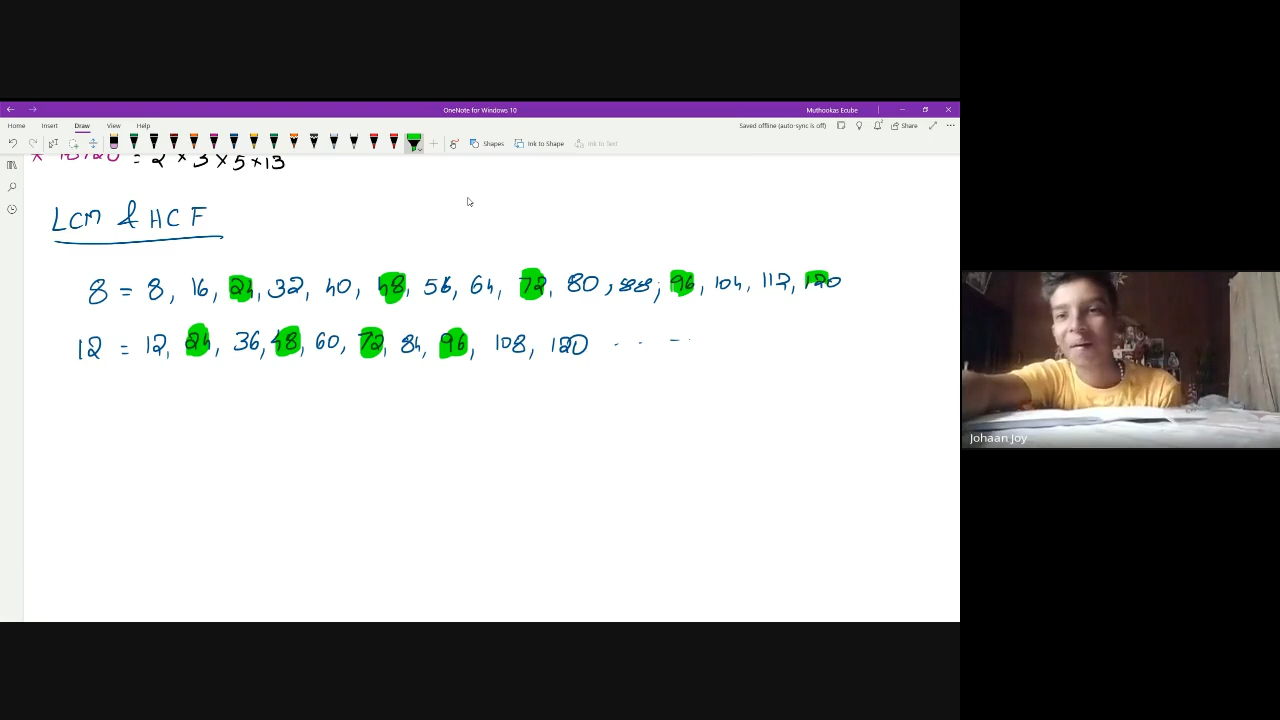 OneNote for Windows 10
Muthookas Ecube
Home Insert Draw View Help
Saved offline (auto-sync is off) Share
Shapes Ink to Shape Ink to Text
= 2 × 3 × 5 × 13
LCM & HCF
8 = 8, 16, 24, 32, 40, 48, 56, 64, 72, 80, 88, 96, 104, 112, 120
12 = 12, 24, 36, 48, 60, 72, 84, 96, 108, 120 - - - -
Johaan Joy